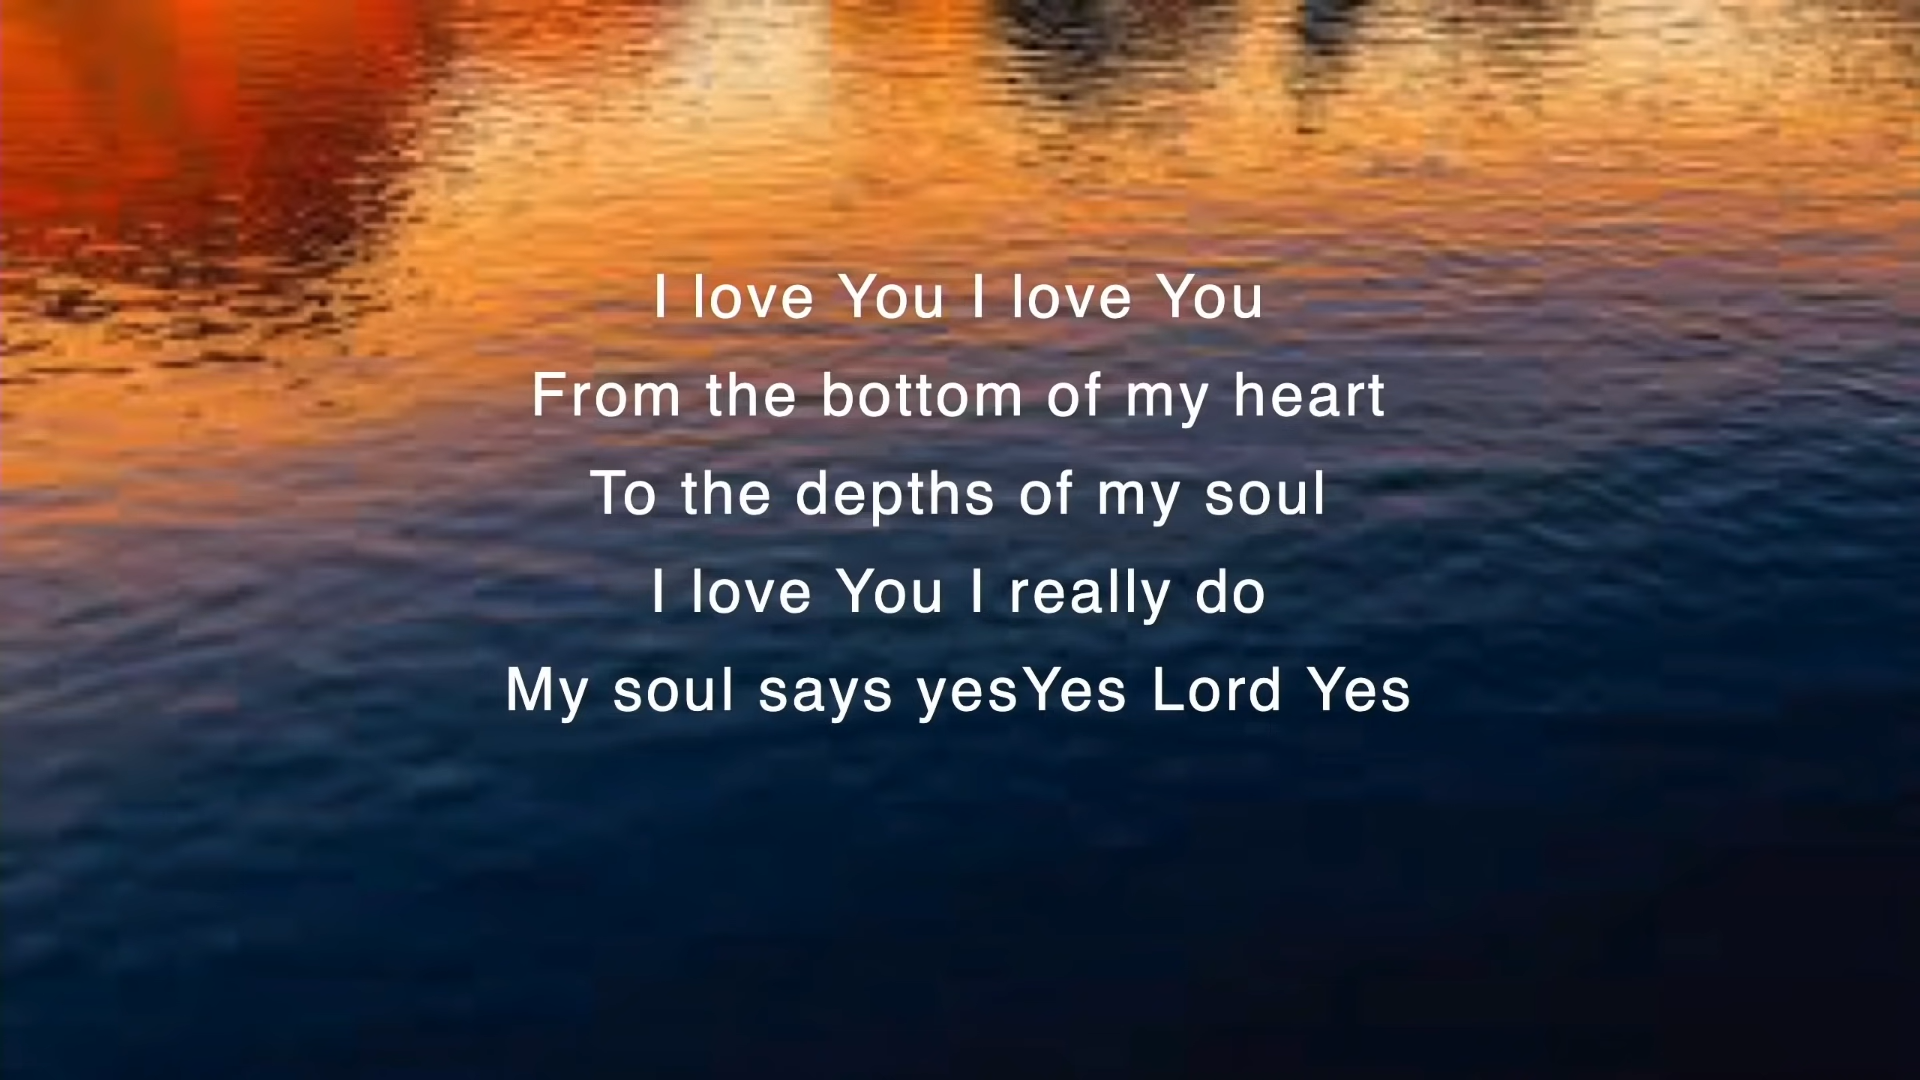 I love You I love You
From the bottom of my heart
To the depths of my soul
I love You I really do
My soul says yesYes Lord Yes